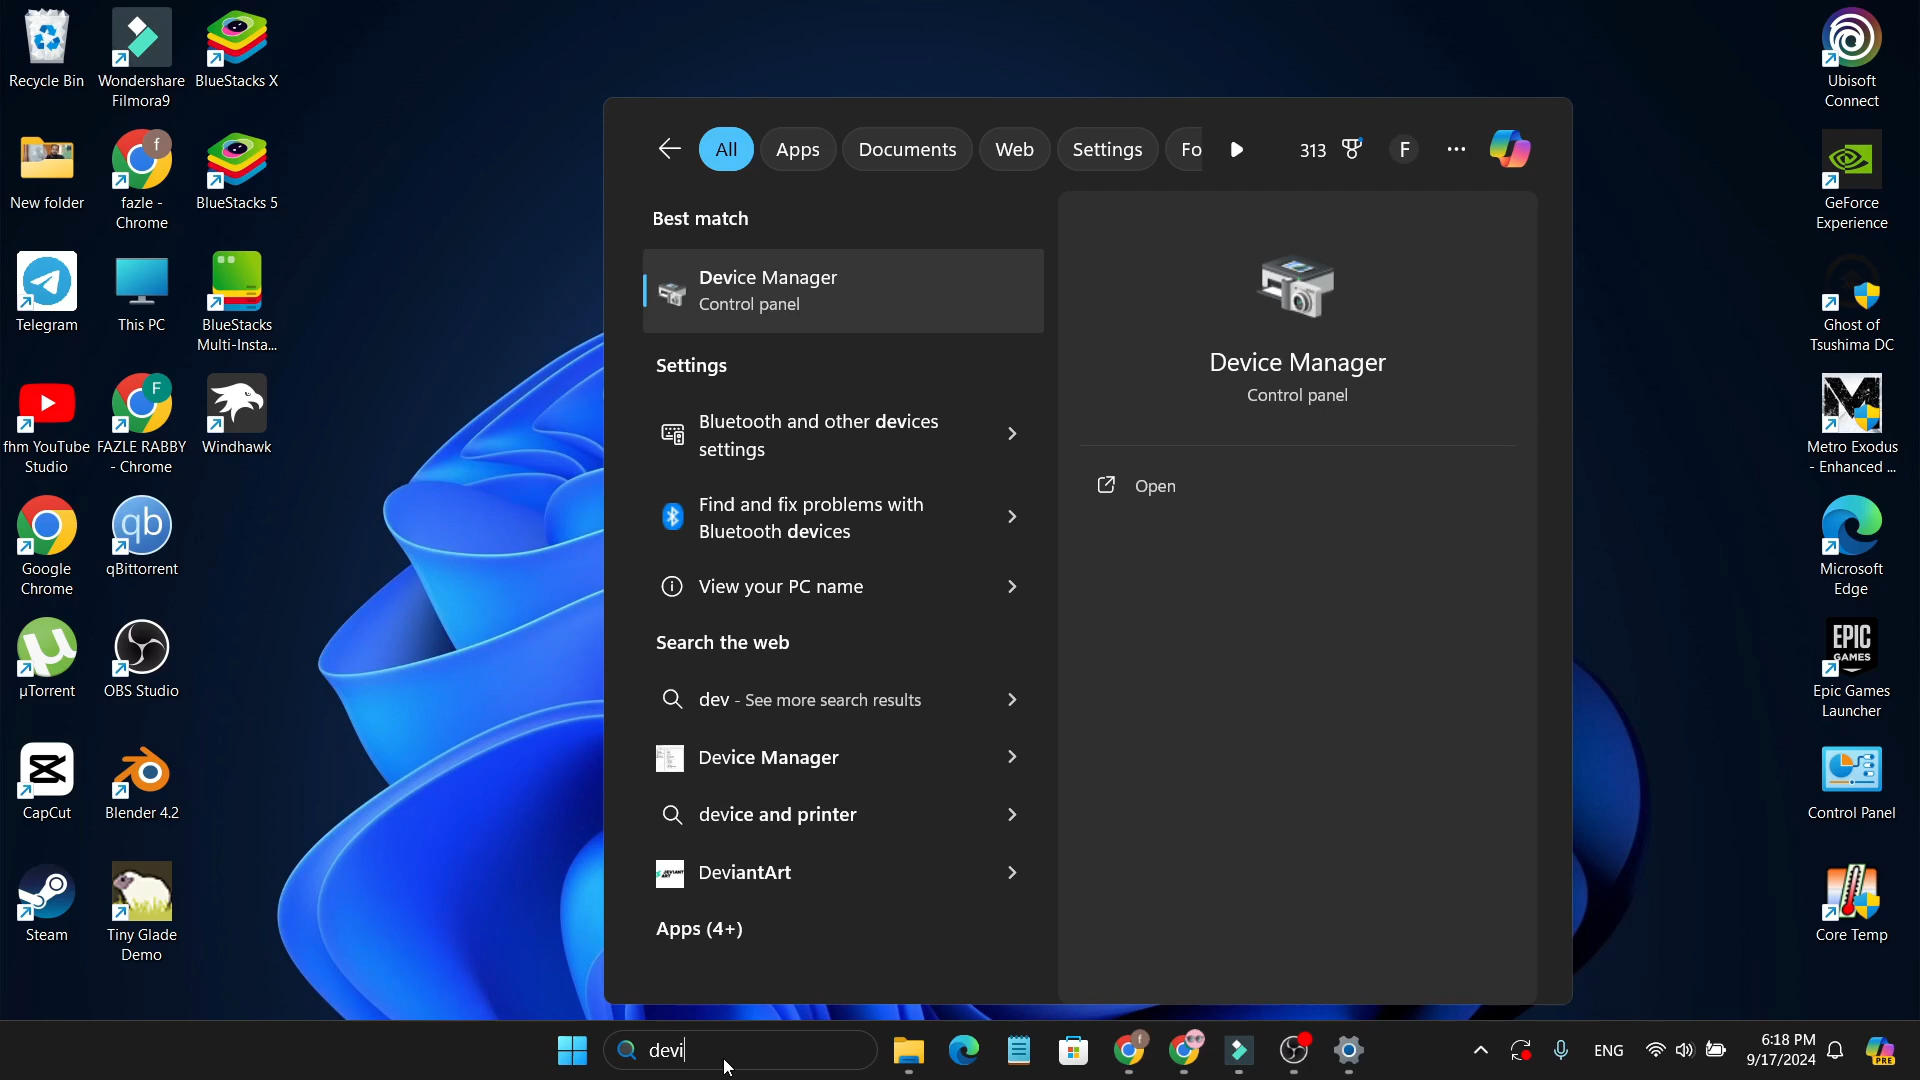 Recycle Bin
Wondershare
Filmora9
BlueStacks X
New folder
f
fazle -
Chrome
BlueStacks 5
Telegram
This PC
BlueStacks
Multi-Insta...
fhm YouTube
Studio
F
FAZLE RABBY
- Chrome
Windhawk
Google
Chrome
qb
qBittorrent
µTorrent
OBS Studio
CapCut
Blender 4.2
Steam
Tiny Glade
Demo
All
Apps
Documents
Web
Settings
Fo
313
F
Best match
Device Manager
Control panel
Settings
Bluetooth and other devices
settings
Find and fix problems with
Bluetooth devices
View your PC name
Search the web
dev - See more search results
Device Manager
device and printer
DeviantArt
Apps (4+)
Device Manager
Control panel
Open
Ubisoft
Connect
GeForce
Experience
Ghost of
Tsushima DC
Metro Exodus
- Enhanced ...
Microsoft
Edge
EPIC
GAMES
Epic Games
Launcher
Control Panel
Core Temp
devi
f
ENG
6:18 PM
9/17/2024
PRE